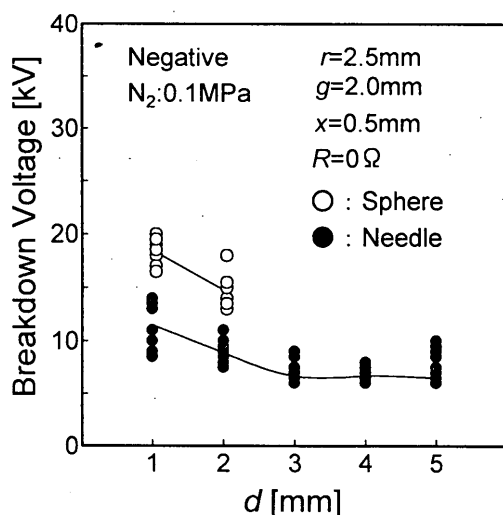 Breakdown Voltage [kV]
40
30
20
10
0
Negative
N₂:0.1MPa
r=2.5mm
g=2.0mm
x=0.5mm
R=0Ω
○ : Sphere
● : Needle
1 2 3 4 5
d [mm]